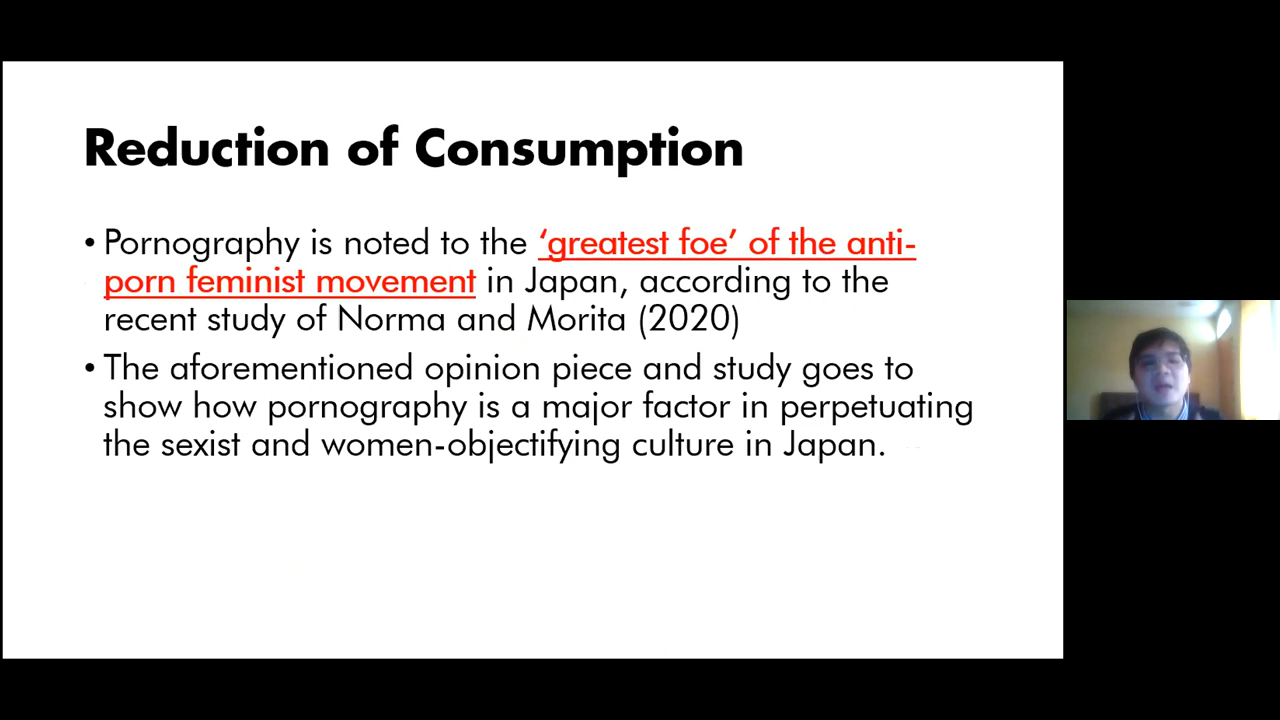 Reduction of Consumption
• Pornography is noted to the ‘greatest foe’ of the anti-
porn feminist movement in Japan, according to the
recent study of Norma and Morita (2020)
• The aforementioned opinion piece and study goes to
show how pornography is a major factor in perpetuating
the sexist and women-objectifying culture in Japan.